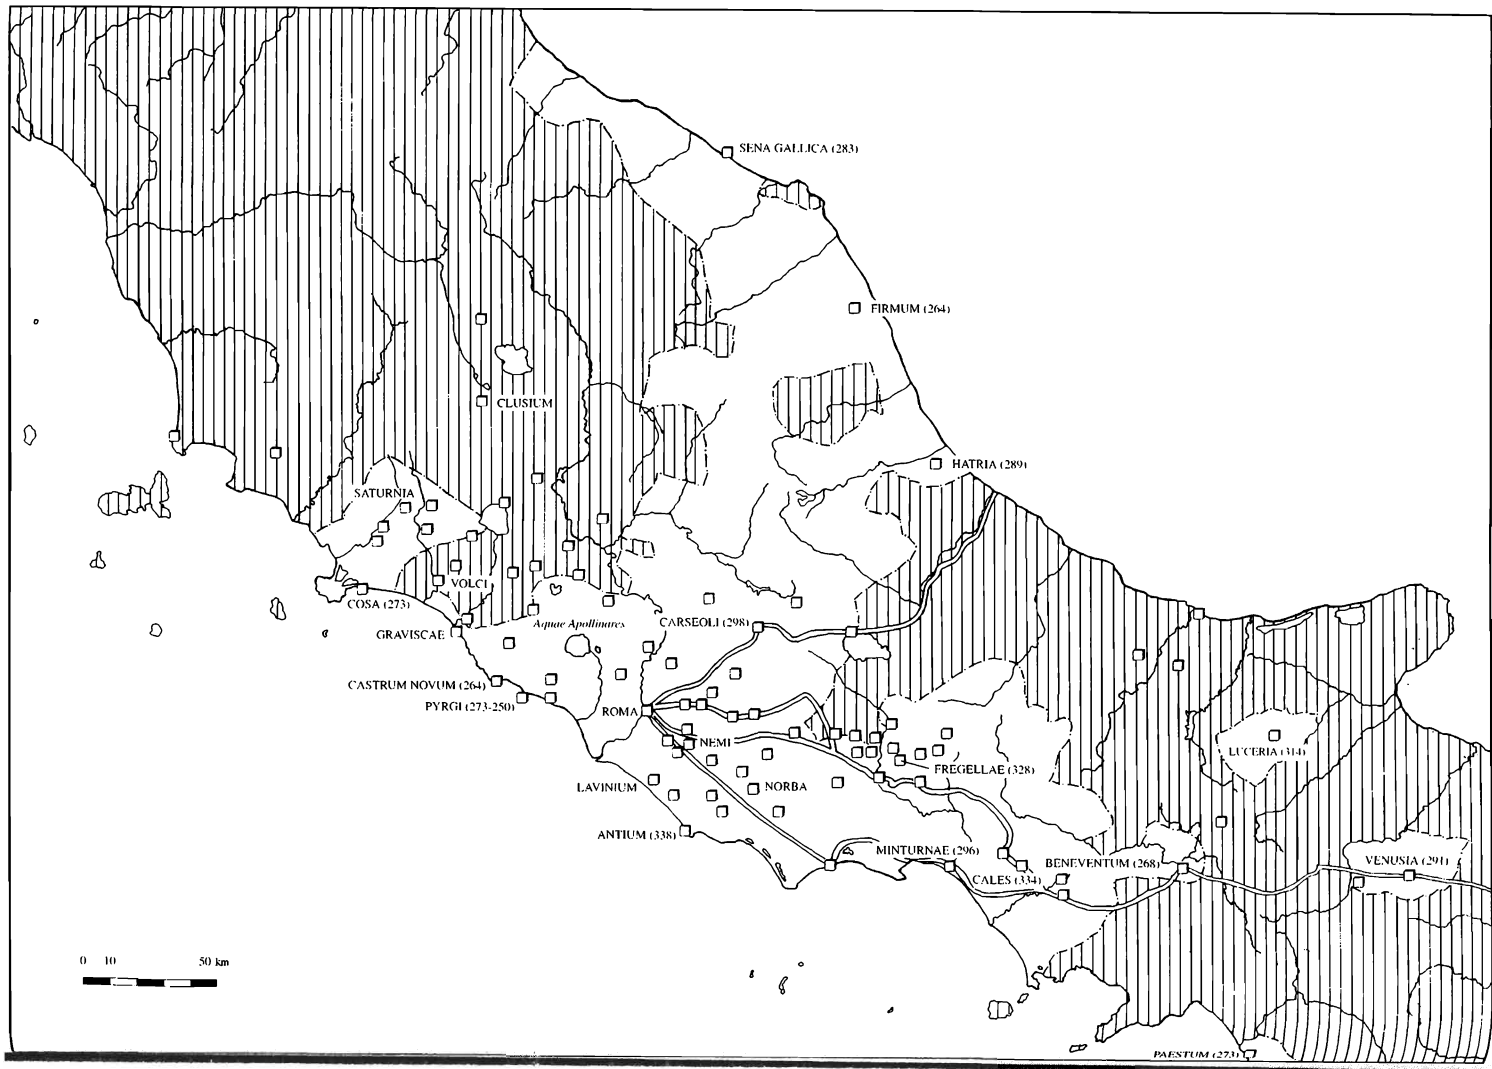 SENA GALLICA (283)
FIRMUM (264)
CLUSIUM
HATRIA (289)
SATURNIA
VOLCI
COSA (273)
Aquae Apollinares
CARSEOLI (298)
GRAVISCAE
CASTRUM NOVUM (264)
PYRGI (273-250)
ROMA
NEMI
LUCERIA (314)
FREGELLAE (328)
LAVINIUM
NORBA
ANTIUM (338)
MINTURNAE (296)
BENEVENTUM (268)
VENUSIA (291)
CALES (334)
0 10 50 km
PAESTUM (273)